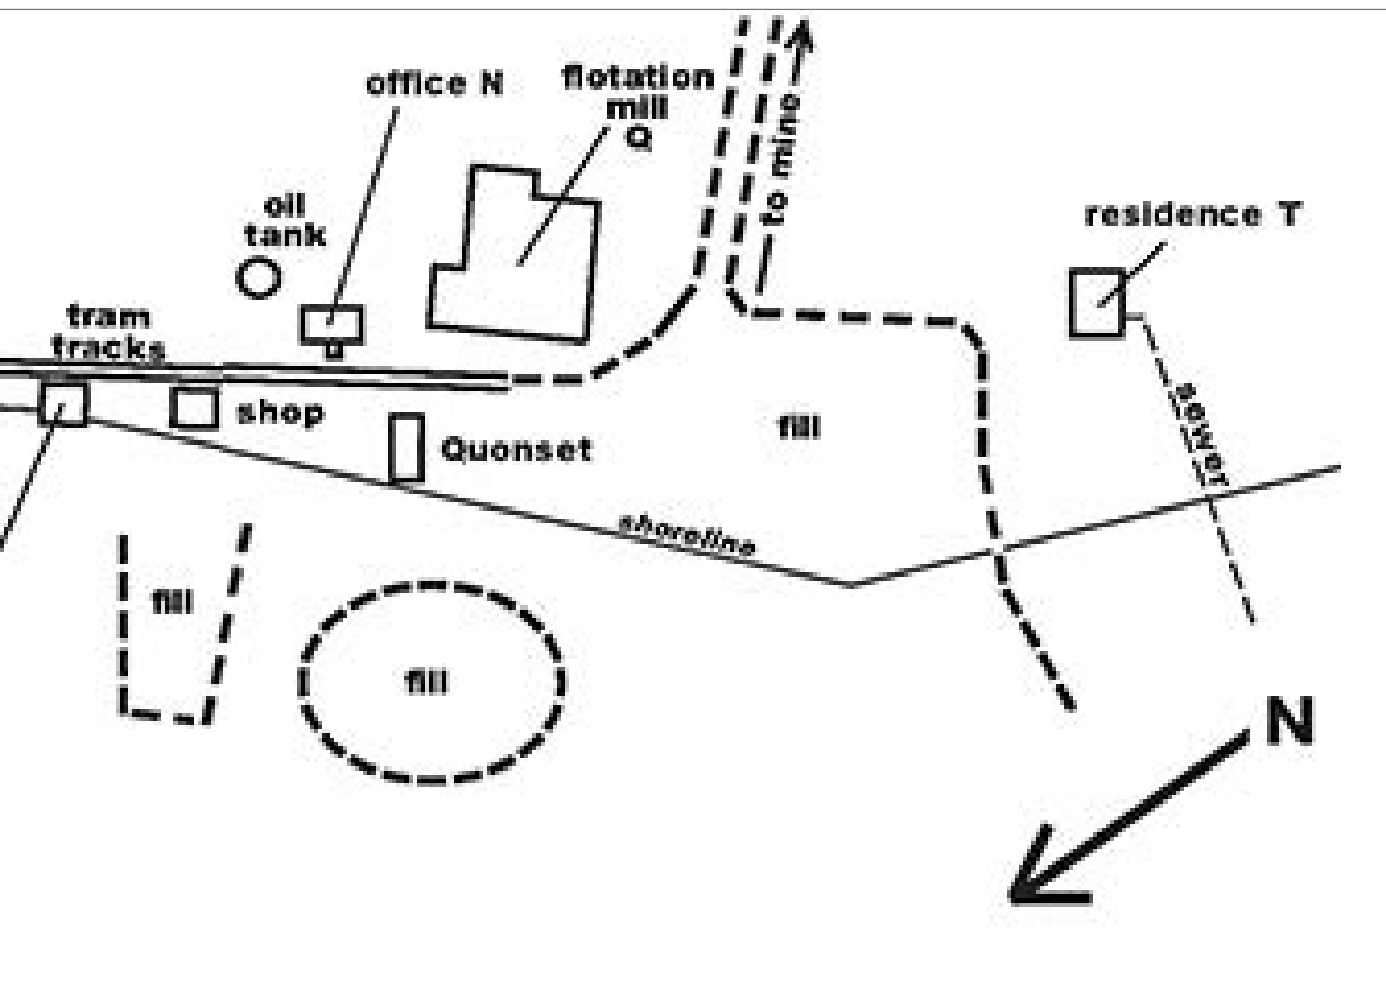 office N
flotation
mill
Q
to mine
oil
tank
residence T
tram
tracks
shop
Quonset
fill
sewer
shoreline
fill
fill
N